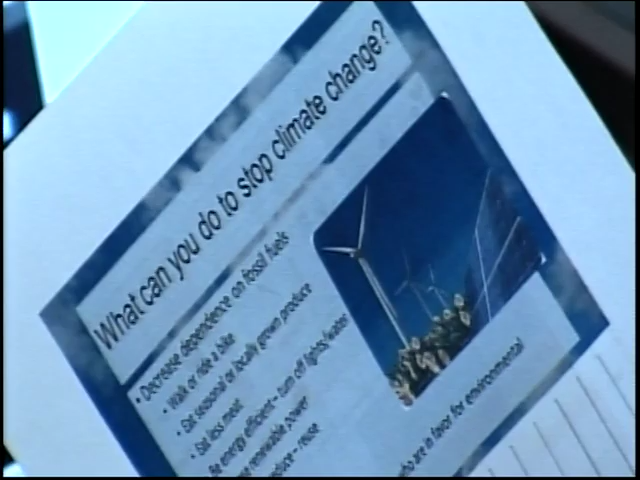 What can you do to stop climate change?
• Decrease dependence on fossil fuels
• Walk or ride a bike
• Eat seasonal or locally grown produce
• Eat less meat
Be energy efficient – turn off lights/water
renewable power
– reuse
who are in favor for environmental